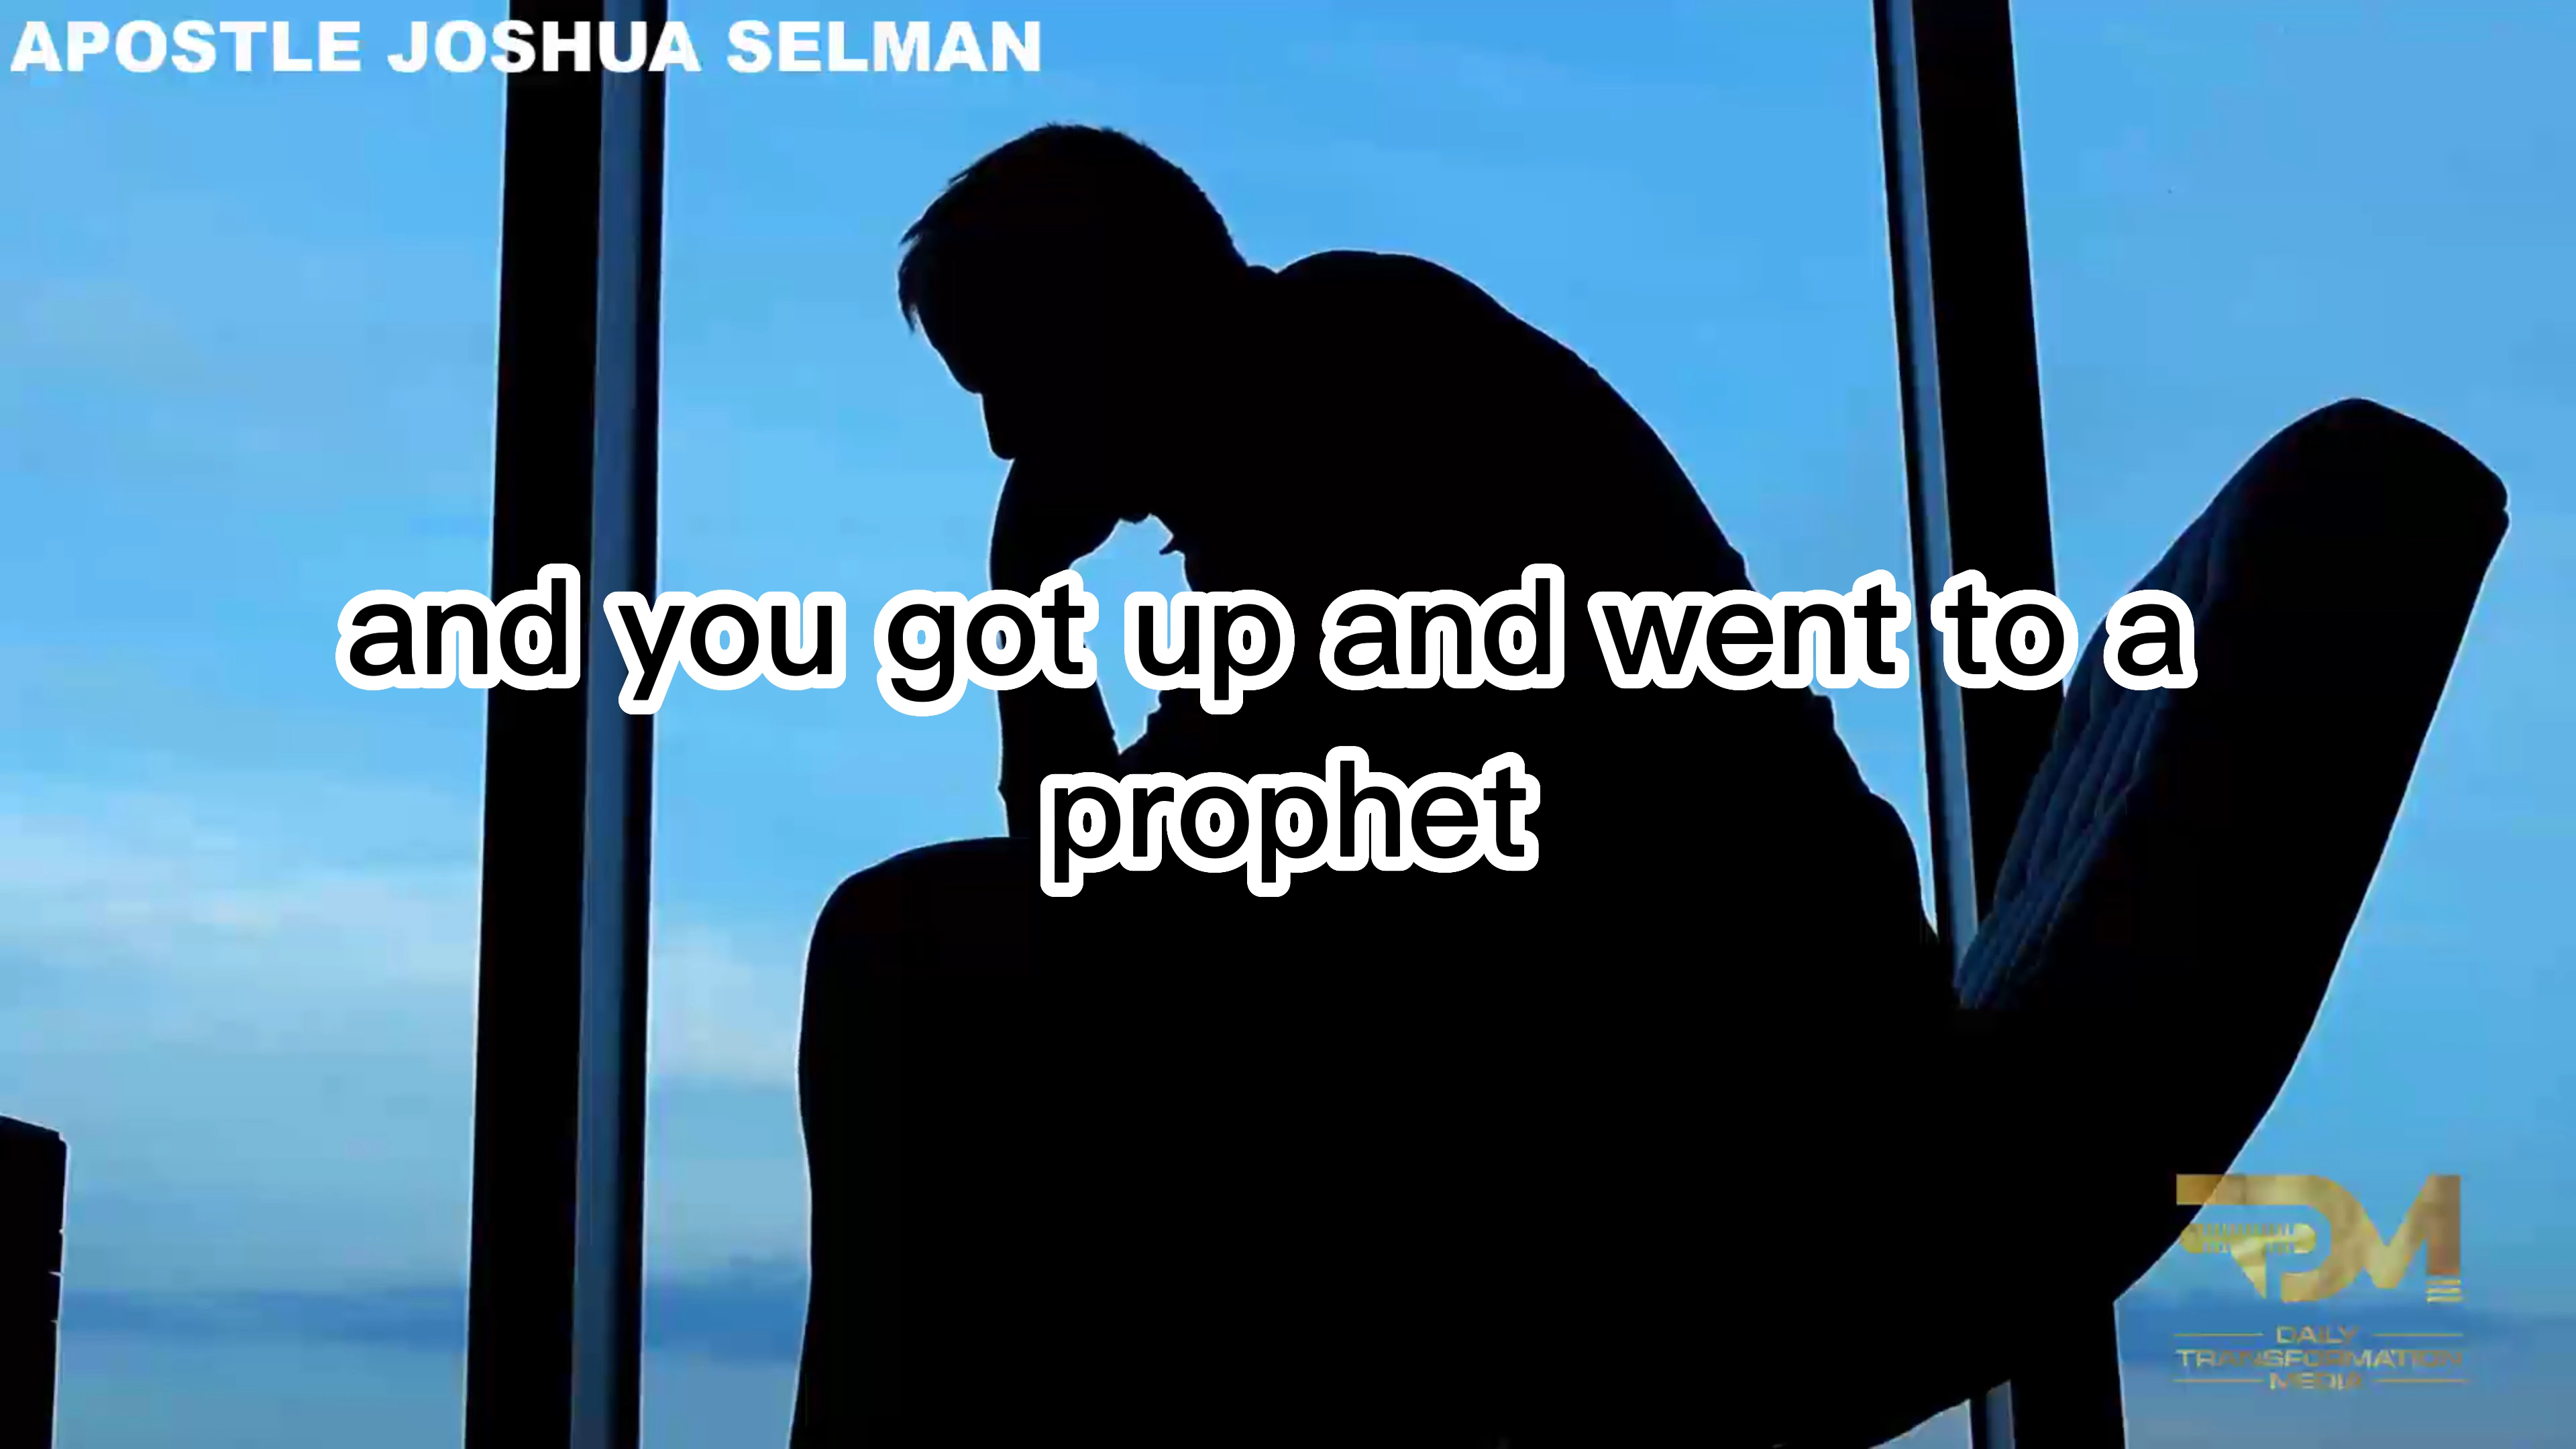 APOSTLE JOSHUA SELMAN
and you got up and went to a
prophet
DAILY
TRANSFORMATION
MEDIA